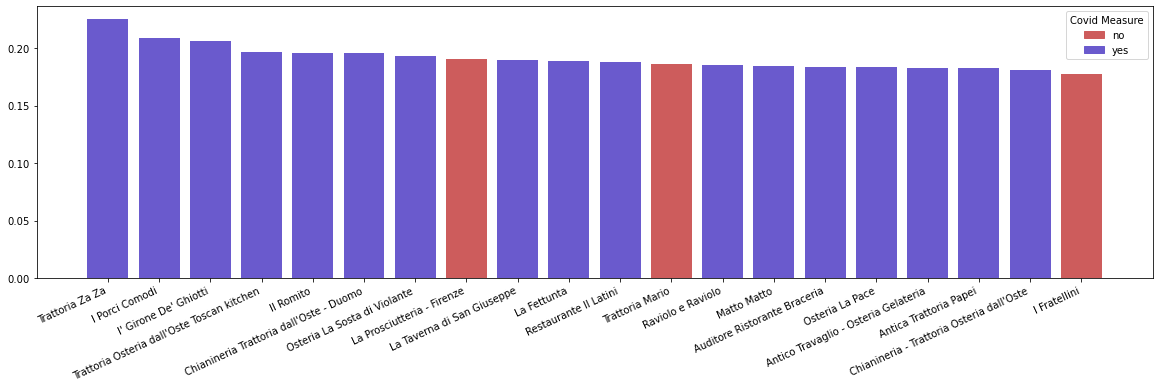 Covid Measure
no
yes
0.20
0.15
0.10
0.05
0.00
Trattoria Za Za
I Porci Comodi
I' Girone De' Ghiotti
Trattoria Osteria dall'Oste Toscan kitchen
Il Romito
Chianineria Trattoria dall'Oste - Duomo
Osteria La Sosta di Violante
La Prosciutteria - Firenze
La Taverna di San Giuseppe
La Fettunta
Restaurante Il Latini
Trattoria Mario
Raviolo e Raviolo
Matto Matto
Auditore Ristorante Braceria
Osteria La Pace
Antico Travaglio - Osteria Gelateria
Antica Trattoria Papei
Chianineria - Trattoria Osteria dall'Oste
I Fratellini